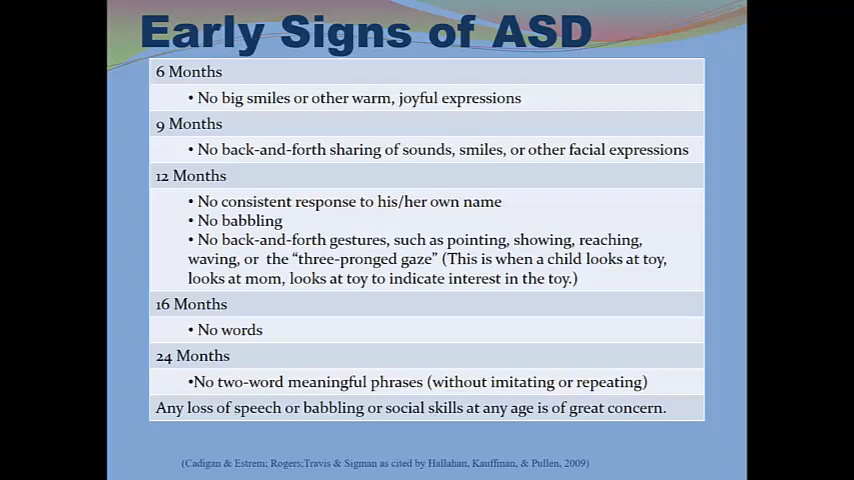 Early Signs of ASD
6 Months
• No big smiles or other warm, joyful expressions
9 Months
• No back-and-forth sharing of sounds, smiles, or other facial expressions
12 Months
• No consistent response to his/her own name
• No babbling
• No back-and-forth gestures, such as pointing, showing, reaching,
waving, or the “three-pronged gaze” (This is when a child looks at toy,
looks at mom, looks at toy to indicate interest in the toy.)
16 Months
• No words
24 Months
•No two-word meaningful phrases (without imitating or repeating)
Any loss of speech or babbling or social skills at any age is of great concern.
(Cadigan & Estrem; Rogers;Travis & Sigman as cited by Hallahan, Kauffman, & Pullen, 2009)